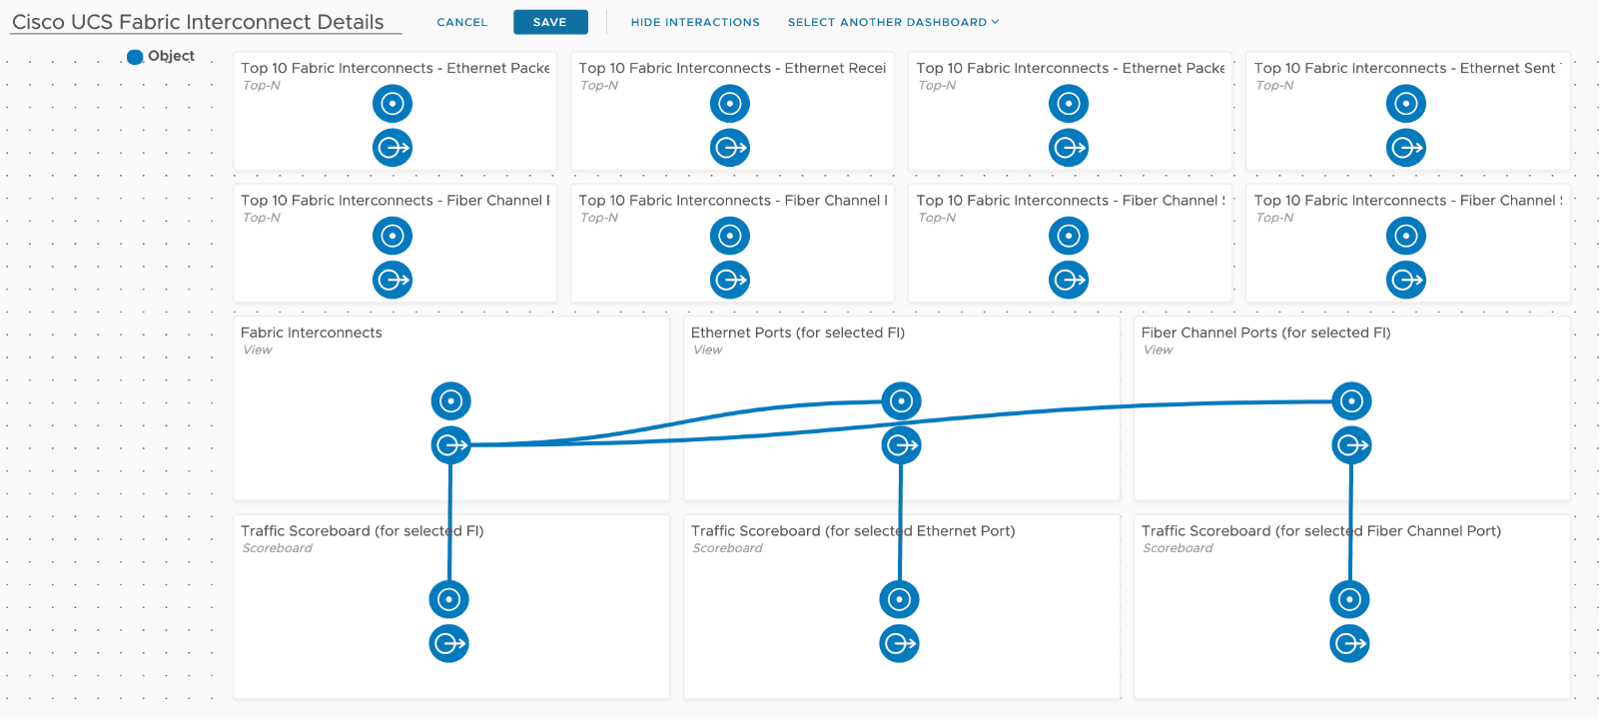 Cisco UCS Fabric Interconnect Details CANCEL SAVE HIDE INTERACTIONS SELECT ANOTHER DASHBOARD
Object
Top 10 Fabric Interconnects - Ethernet Packe Top 10 Fabric Interconnects - Ethernet Recei Top 10 Fabric Interconnects - Ethernet Packe Top 10 Fabric Interconnects - Ethernet Sent
Top-N Top-N Top-N Top-N
Top 10 Fabric Interconnects - Fiber Channel Top 10 Fabric Interconnects - Fiber Channel Top 10 Fabric Interconnects - Fiber Channel Top 10 Fabric Interconnects - Fiber Channel
Top-N Top-N Top-N Top-N
Fabric Interconnects Ethernet Ports (for selected FI) Fiber Channel Ports (for selected FI)
View View View
Traffic Scoreboard (for selected FI) Traffic Scoreboard (for selected Ethernet Port) Traffic Scoreboard (for selected Fiber Channel Port)
Scoreboard Scoreboard Scoreboard